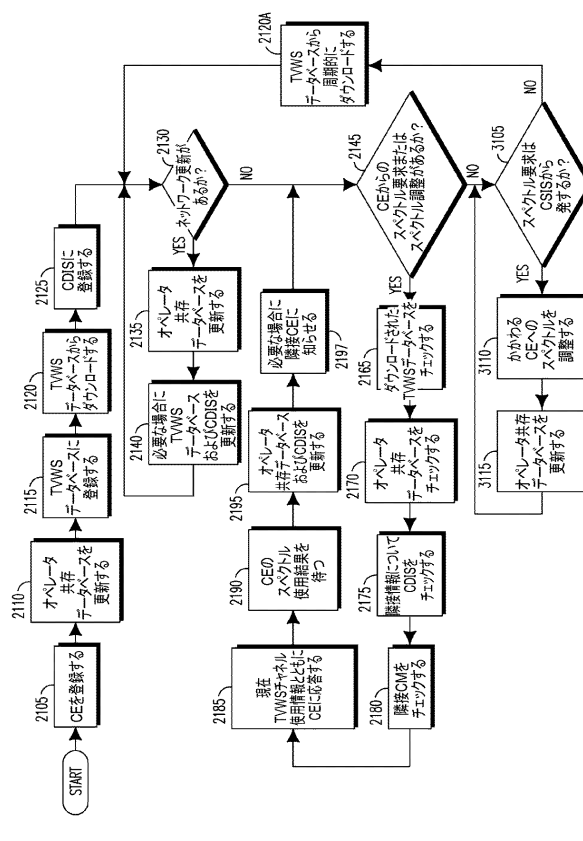 START
2105
CEを登録する
2110
オペレータ
共存
データベースを
更新する
2115
TVWS
データベースに
登録する
2120
TVWS
データベースから
ダウンロードする
2125
CDISに
登録する
2130
ネットワーク更新が
あるか?
YES
NO
2135
オペレータ
共存
データベースを
更新する
2140
必要な場合に
TVWS
データベース
およびCDISを
更新する
2120A
TVWS
データベースから
周期的に
ダウンロードする
2145
CEからの
スペクトル要求または
スペクトル調整があるか?
YES
NO
2165
ダウンロードされた
TVWSデータベースを
チェックする
2170
オペレータ
共存
データベースを
チェックする
2175
隣接情報について
CDISを
チェックする
2180
隣接CMを
チェックする
2185
現在
TVWSチャネル
使用情報とともに
CEに応答する
2190
CEの
スペクトル
使用結果を
待つ
2195
オペレータ
共存データベース
およびCDISを
更新する
2197
必要な場合に
隣接CEに
知らせる
3105
スペクトル要求は
CSISから
発するか?
YES
NO
3110
かかわる
CEへの
スペクトルを
調整する
3115
オペレータ共存
データベースを
更新する